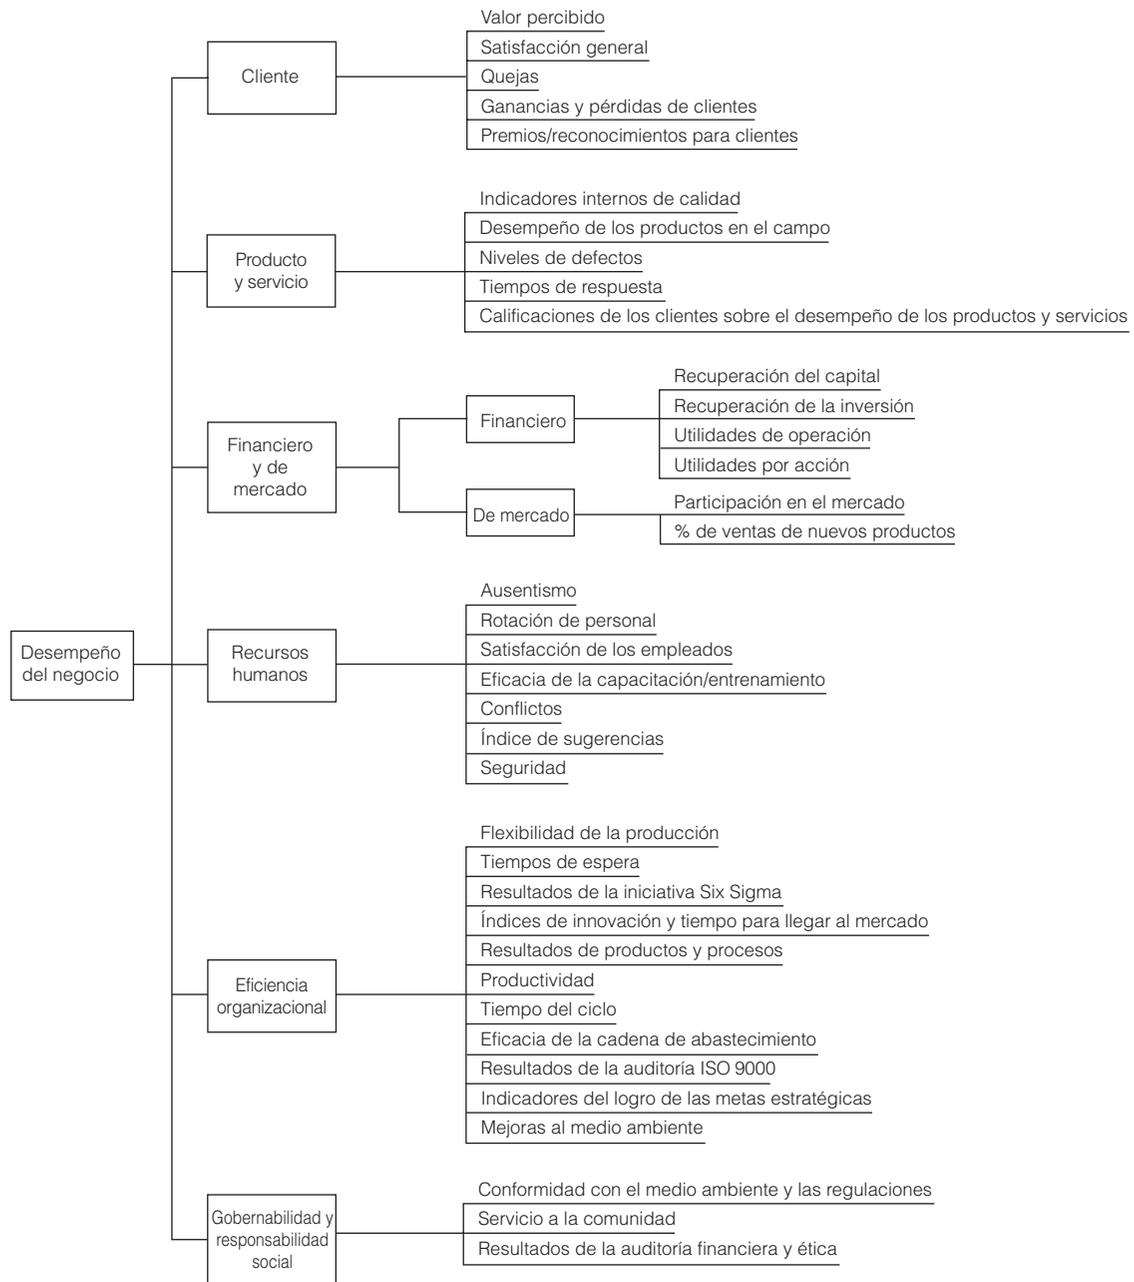 Valor percibido
Satisfacción general
Cliente
Quejas
Ganancias y pérdidas de clientes
Premios/reconocimientos para clientes
Indicadores internos de calidad
Desempeño de los productos en el campo
Producto
y servicio
Niveles de defectos
Tiempos de respuesta
Calificaciones de los clientes sobre el desempeño de los productos y servicios
Financiero
y de
mercado
Financiero
Recuperación del capital
Recuperación de la inversión
Utilidades de operación
Utilidades por acción
De mercado
Participación en el mercado
% de ventas de nuevos productos
Desempeño
del negocio
Recursos
humanos
Ausentismo
Rotación de personal
Satisfacción de los empleados
Eficacia de la capacitación/entrenamiento
Conflictos
Índice de sugerencias
Seguridad
Eficiencia
organizacional
Flexibilidad de la producción
Tiempos de espera
Resultados de la iniciativa Six Sigma
Índices de innovación y tiempo para llegar al mercado
Resultados de productos y procesos
Productividad
Tiempo del ciclo
Eficacia de la cadena de abastecimiento
Resultados de la auditoría ISO 9000
Indicadores del logro de las metas estratégicas
Mejoras al medio ambiente
Gobernabilidad y
responsabilidad
social
Conformidad con el medio ambiente y las regulaciones
Servicio a la comunidad
Resultados de la auditoría financiera y ética